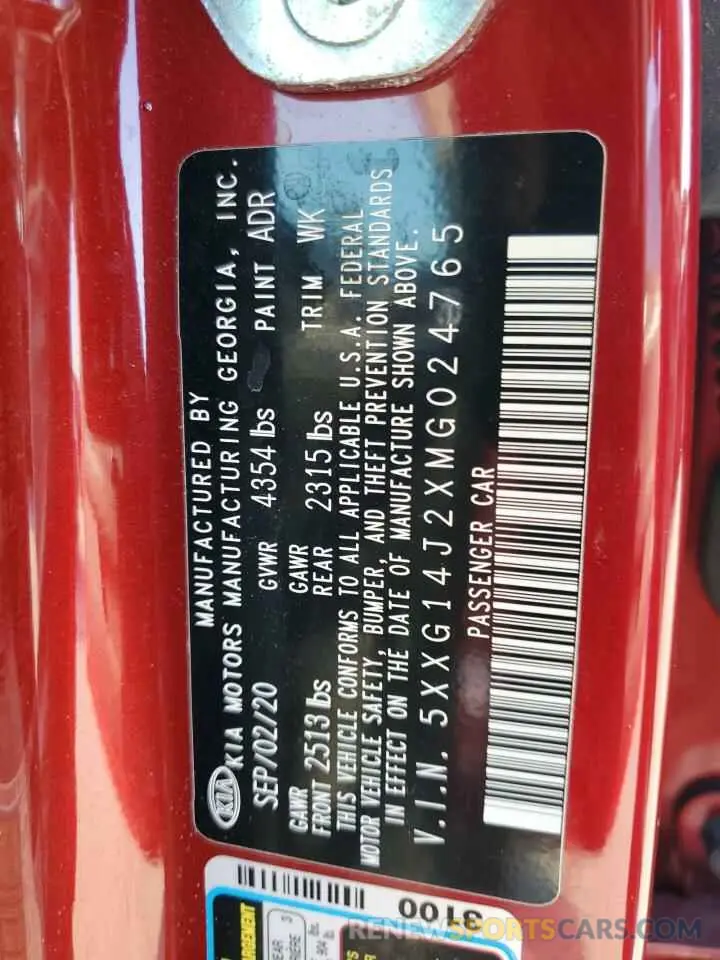 MANUFACTURED BY
KIA KIA MOTORS MANUFACTURING GEORGIA, INC.
SEP/02/20 GVWR 4354 lbs PAINT ADR
GAWR FRONT 2513 lbs GAWR REAR 2315 lbs TRIM WK
THIS VEHICLE CONFORMS TO ALL APPLICABLE U.S.A. FEDERAL
MOTOR VEHICLE SAFETY, BUMPER, AND THEFT PREVENTION STANDARDS
IN EFFECT ON THE DATE OF MANUFACTURE SHOWN ABOVE.
V.I.N. 5XXG14J2XMG024765
PASSENGER CAR
3100
RENEWSPORTSCARS.COM